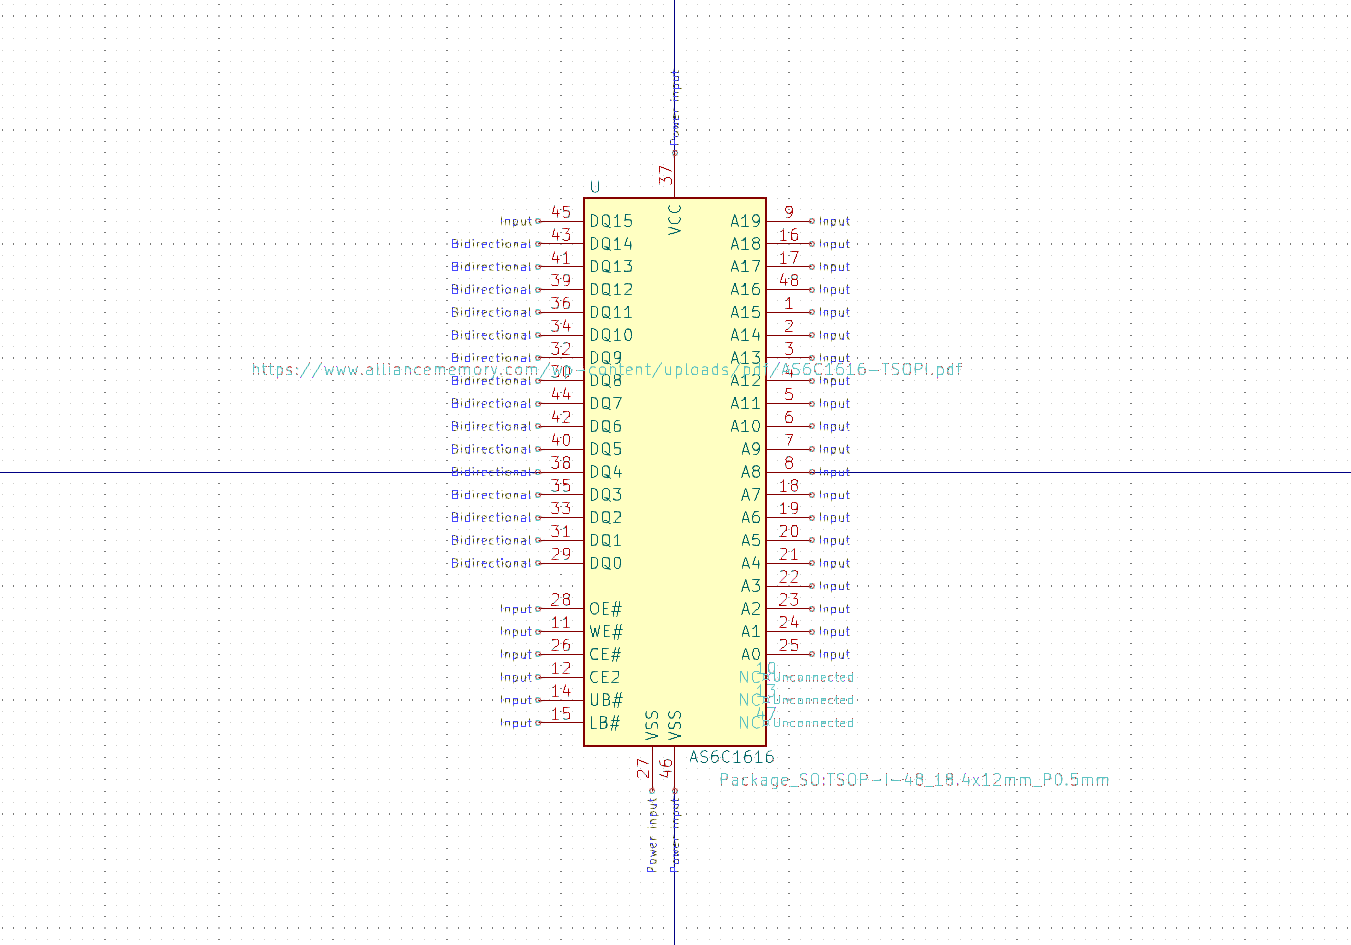 Power input
37
U
VCC
Input 45 DQ15 A19 9 Input
Bidirectional 43 DQ14 A18 16 Input
Bidirectional 41 DQ13 A17 17 Input
Bidirectional 39 DQ12 A16 48 Input
Bidirectional 36 DQ11 A15 1 Input
Bidirectional 34 DQ10 A14 2 Input
Bidirectional 32 DQ9 A13 3 Input
https://www.alliancememory.com/wp-content/uploads/pdf/AS6C1616-TSOPI.pdf
Bidirectional 30 DQ8 A12 4 Input
Bidirectional 44 DQ7 A11 5 Input
Bidirectional 42 DQ6 A10 6 Input
Bidirectional 40 DQ5 A9 7 Input
Bidirectional 38 DQ4 A8 8 Input
Bidirectional 35 DQ3 A7 18 Input
Bidirectional 33 DQ2 A6 19 Input
Bidirectional 31 DQ1 A5 20 Input
Bidirectional 29 DQ0 A4 21 Input
A3 22 Input
Input 28 OE# A2 23 Input
Input 11 WE# A1 24 Input
Input 26 CE# A0 25 Input
Input 12 CE2 NC 10 Unconnected
Input 14 UB# NC 13 Unconnected
Input 15 LB# NC 47 Unconnected
VSS VSS
AS6C1616
27 46
Package_SO:TSOP-I-48_18.4x12mm_P0.5mm
Power input Power input